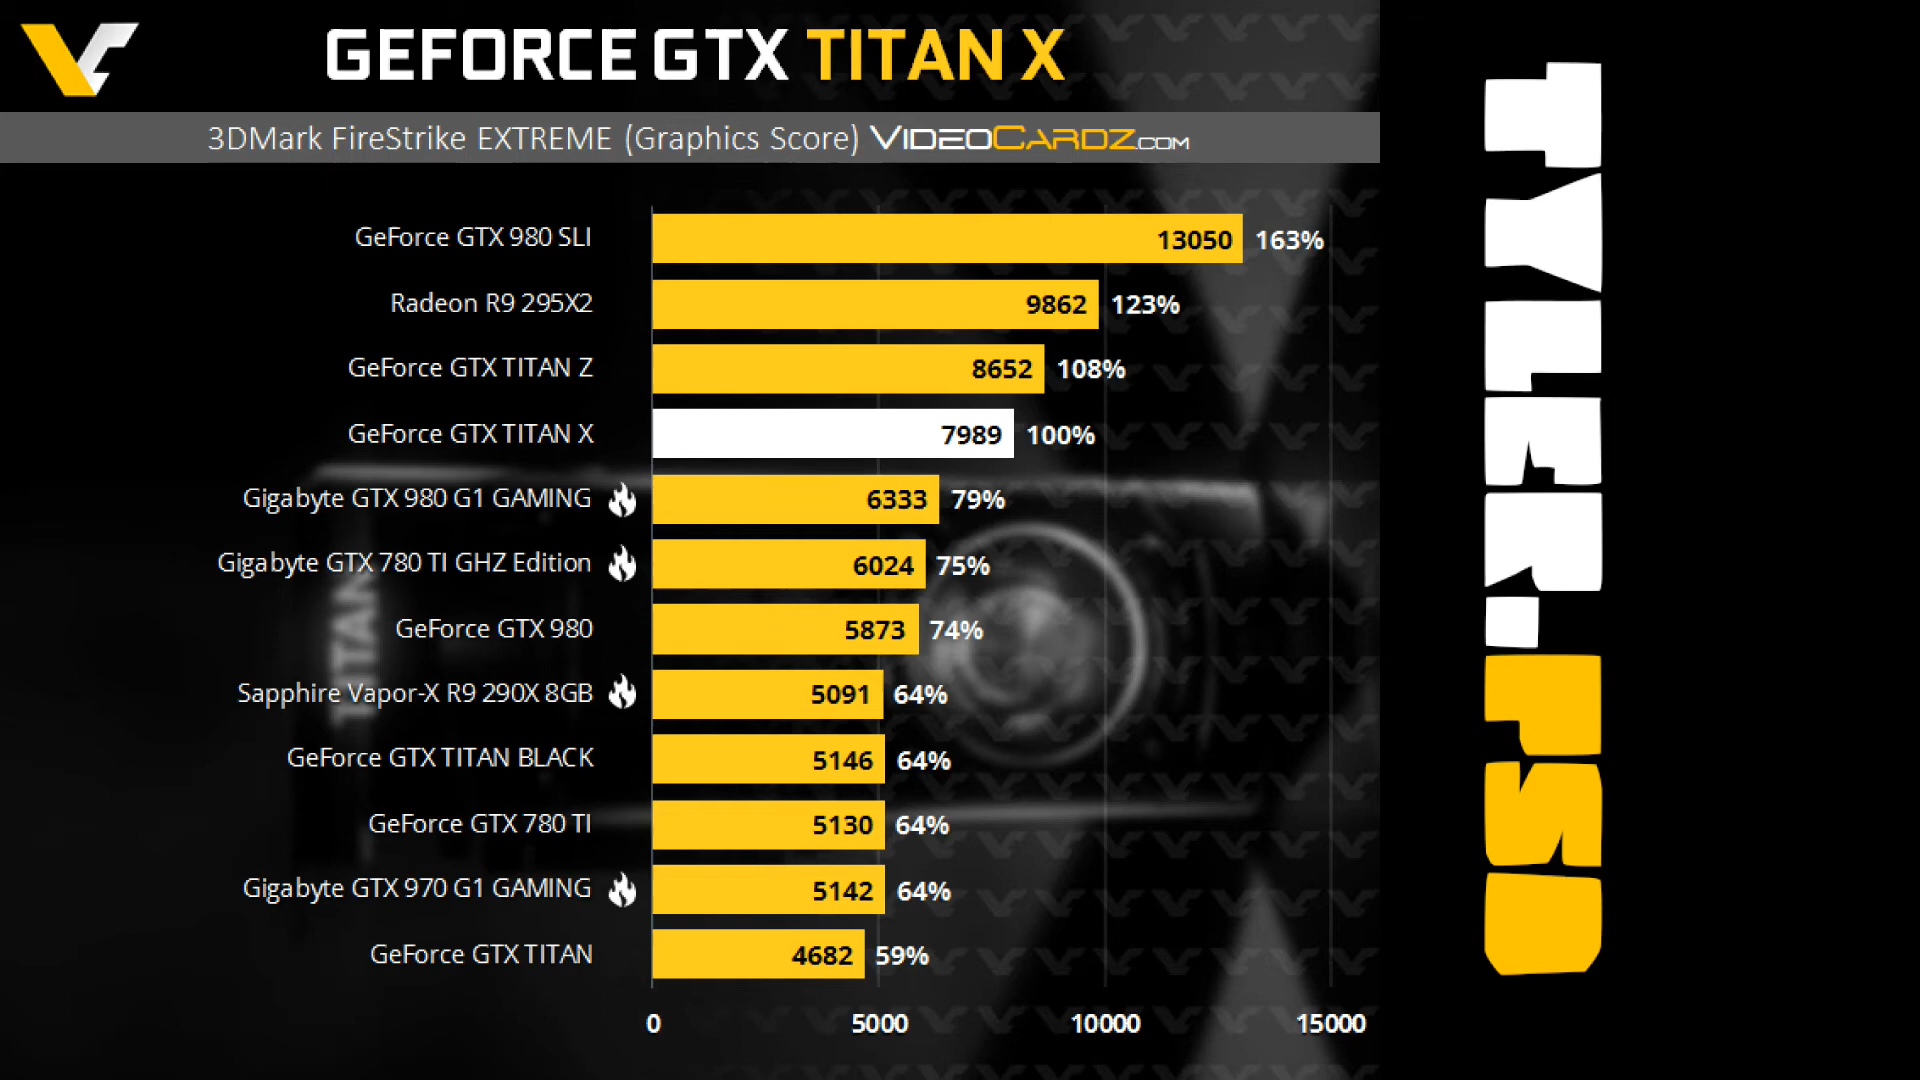 GEFORCE GTX TITAN X
3DMark FireStrike EXTREME (Graphics Score) VIDEOCARDZ.COM
GeForce GTX 980 SLI 13050 163%
Radeon R9 295X2 9862 123%
GeForce GTX TITAN Z 8652 108%
GeForce GTX TITAN X 7989 100%
Gigabyte GTX 980 G1 GAMING 6333 79%
Gigabyte GTX 780 TI GHZ Edition 6024 75%
GeForce GTX 980 5873 74%
Sapphire Vapor-X R9 290X 8GB 5091 64%
GeForce GTX TITAN BLACK 5146 64%
GeForce GTX 780 TI 5130 64%
Gigabyte GTX 970 G1 GAMING 5142 64%
GeForce GTX TITAN 4682 59%
0 5000 10000 15000
TITAN
TYLER.PSD